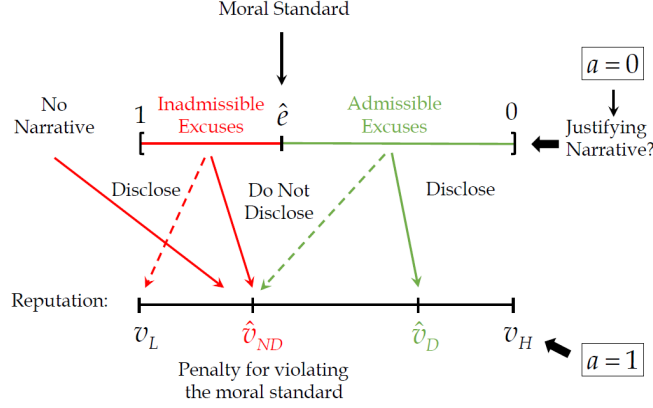 Moral Standard
a = 0
No
Narrative
1
Inadmissible
Excuses
ê
Admissible
Excuses
0
Justifying
Narrative?
Disclose
Do Not
Disclose
Disclose
Reputation:
v_L
v̂_ND
v̂_D
v_H
a = 1
Penalty for violating
the moral standard